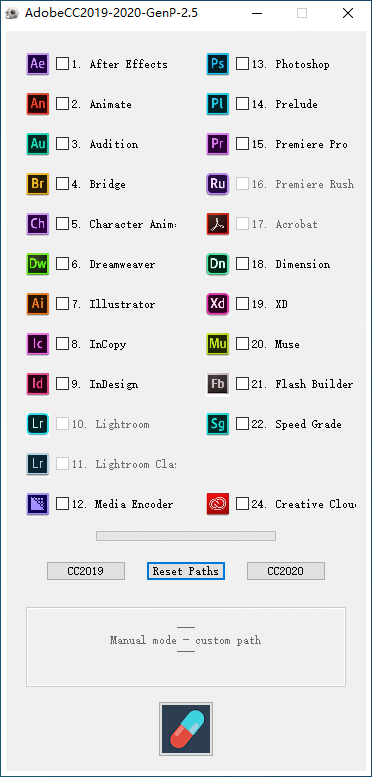 AdobeCC2019-2020-GenP-2.5
Ae 1. After Effects
Ps 13. Photoshop
An 2. Animate
Pl 14. Prelude
Au 3. Audition
Pr 15. Premiere Pro
Br 4. Bridge
Ru 16. Premiere Rush
Ch 5. Character Anim
17. Acrobat
Dw 6. Dreamweaver
Dn 18. Dimension
Ai 7. Illustrator
Xd 19. XD
Ic 8. InCopy
Mu 20. Muse
Id 9. InDesign
Fb 21. Flash Builder
Lr 10. Lightroom
Sg 22. Speed Grade
Lr 11. Lightroom Clas
12. Media Encoder
24. Creative Clou
CC2019
Reset Paths
CC2020
Manual mode - custom path